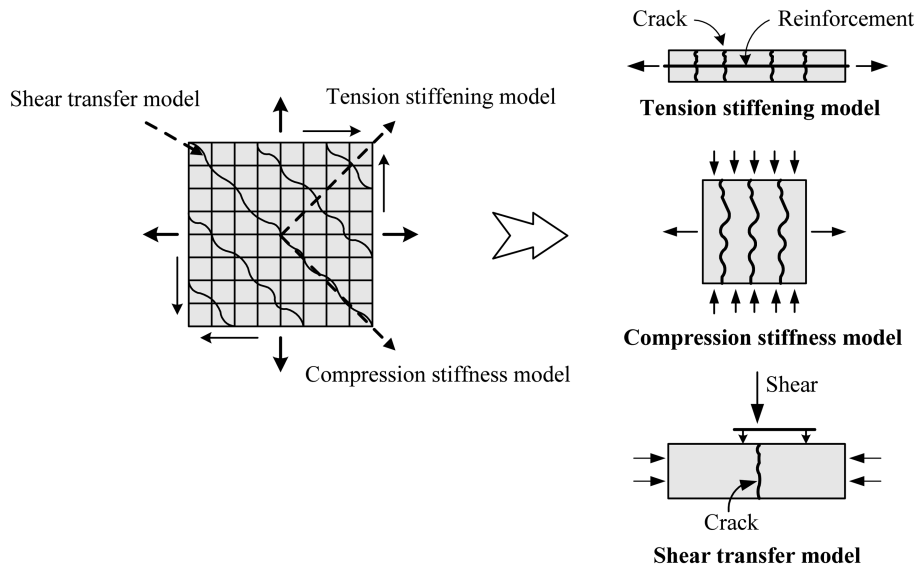 Shear transfer model
Tension stiffening model
Compression stiffness model
Crack
Reinforcement
Tension stiffening model
Compression stiffness model
Shear
Crack
Shear transfer model